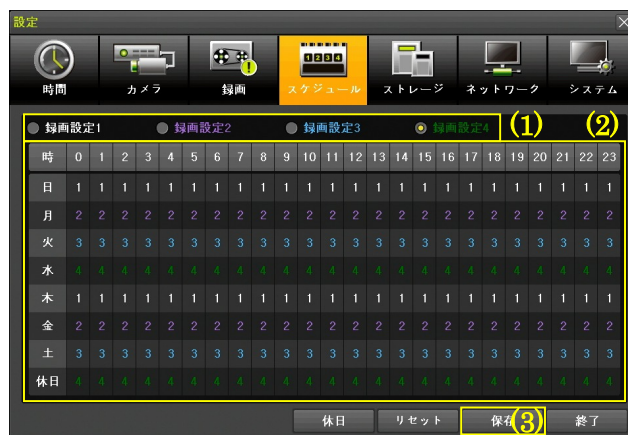 設定
時間 カメラ 録画 スケジュール ストレージ ネットワーク システム
録画設定1 録画設定2 録画設定3 録画設定4 (1) (2)
時 0 1 2 3 4 5 6 7 8 9 10 11 12 13 14 15 16 17 18 19 20 21 22 23
日 1 1 1 1 1 1 1 1 1 1 1 1 1 1 1 1 1 1 1 1 1 1 1 1
月 2 2 2 2 2 2 2 2 2 2 2 2 2 2 2 2 2 2 2 2 2 2 2 2
火 3 3 3 3 3 3 3 3 3 3 3 3 3 3 3 3 3 3 3 3 3 3 3 3
水 4 4 4 4 4 4 4 4 4 4 4 4 4 4 4 4 4 4 4 4 4 4 4 4
木 1 1 1 1 1 1 1 1 1 1 1 1 1 1 1 1 1 1 1 1 1 1 1 1
金 2 2 2 2 2 2 2 2 2 2 2 2 2 2 2 2 2 2 2 2 2 2 2 2
土 3 3 3 3 3 3 3 3 3 3 3 3 3 3 3 3 3 3 3 3 3 3 3 3
休日 4 4 4 4 4 4 4 4 4 4 4 4 4 4 4 4 4 4 4 4 4 4 4 4
休日 リセット 保存 (3) 終了